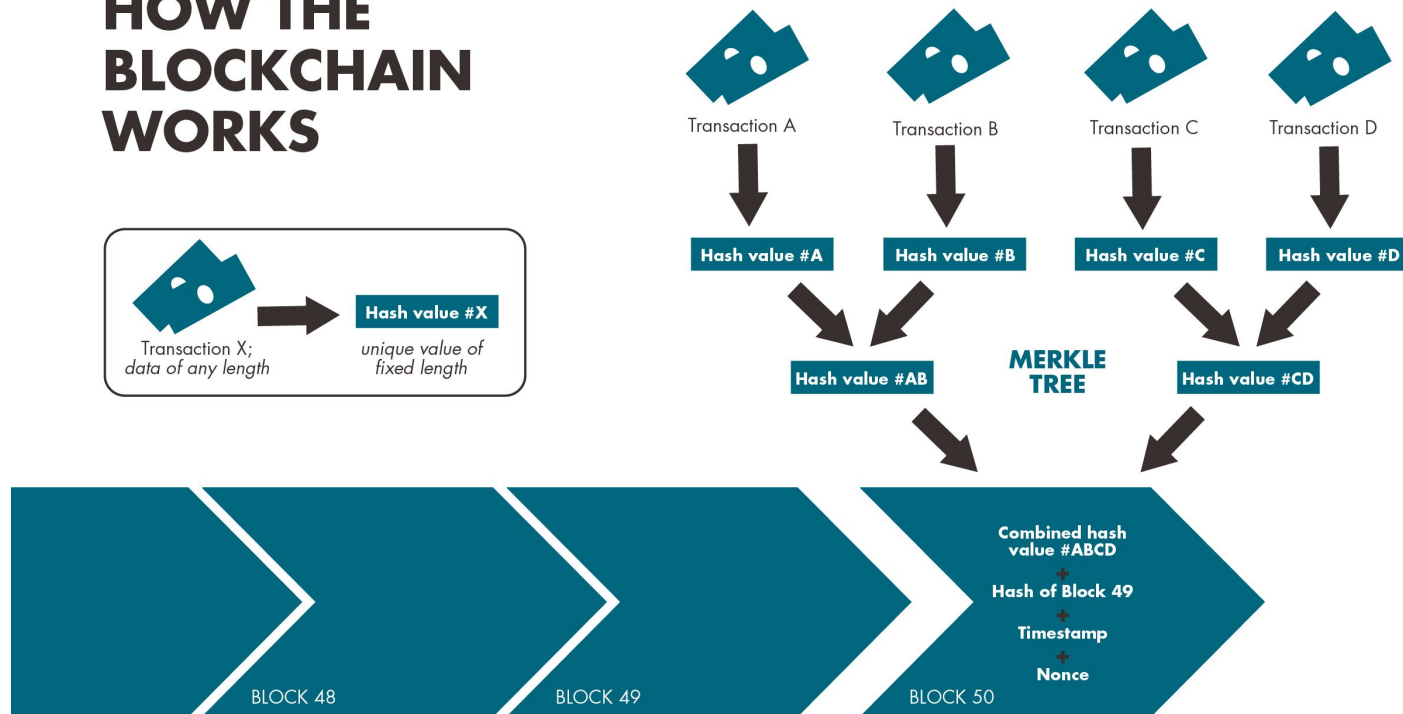 HOW THE
BLOCKCHAIN
WORKS
Transaction A
Transaction B
Transaction C
Transaction D
Hash value #A
Hash value #B
Hash value #C
Hash value #D
Transaction X;
data of any length
Hash value #X
unique value of
fixed length
Hash value #AB
MERKLE
TREE
Hash value #CD
Combined hash
value #ABCD
+
Hash of Block 49
+
Timestamp
+
Nonce
BLOCK 48
BLOCK 49
BLOCK 50